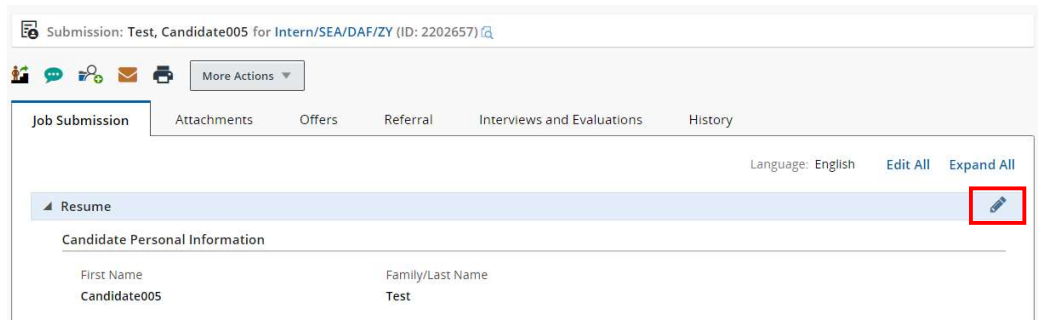 Submission: Test, Candidate005 for Intern/SEA/DAF/ZY (ID: 2202657)
More Actions
Job Submission Attachments Offers Referral Interviews and Evaluations History
Language: English Edit All Expand All
Resume
Candidate Personal Information
First Name Family/Last Name
Candidate005 Test